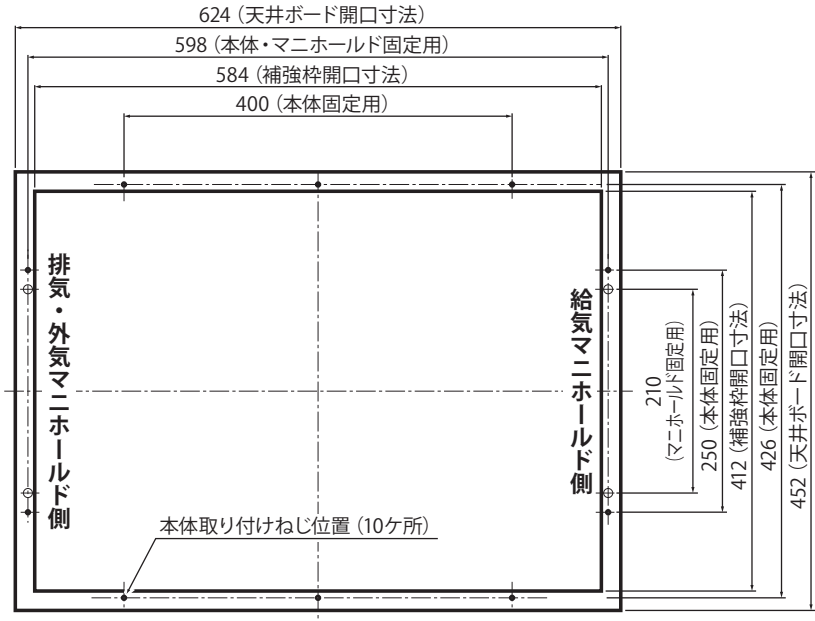 624（天井ボード開口寸法）
598（本体・マニホールド固定用）
584（補強枠開口寸法）
400（本体固定用）
排気・外気マニホールド側
給気マニホールド側
210
（マニホールド固定用）
250（本体固定用）
412（補強枠開口寸法）
426（本体固定用）
452（天井ボード開口寸法）
本体取り付けねじ位置（10ケ所）